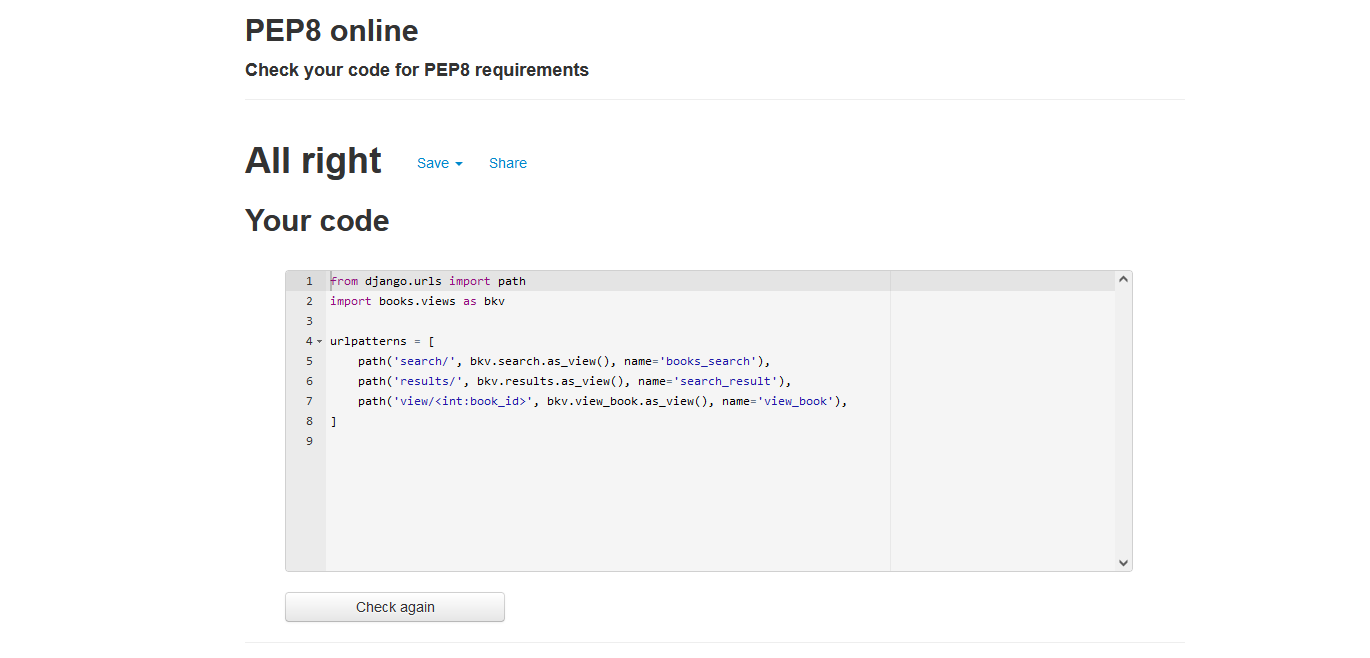 PEP8 online
Check your code for PEP8 requirements
All right Save Share
Your code
1 from django.urls import path
2 import books.views as bkv
3
4 urlpatterns = [
5     path('search/', bkv.search.as_view(), name='books_search'),
6     path('results/', bkv.results.as_view(), name='search_result'),
7     path('view/<int:book_id>', bkv.view_book.as_view(), name='view_book'),
8 ]
9
Check again